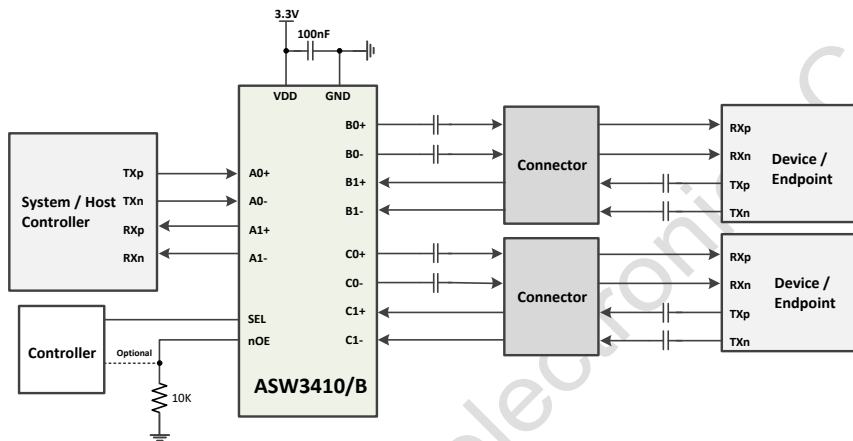 3.3V
100nF
VDD
GND
System / Host
Controller
TXp
TXn
RXp
RXn
A0+
A0-
A1+
A1-
SEL
nOE
B0+
B0-
B1+
B1-
C0+
C0-
C1+
C1-
ASW3410/B
Controller
Optional
10K
Connector
RXp
RXn
TXp
TXn
Device /
Endpoint
Connector
RXp
RXn
TXp
TXn
Device /
Endpoint
electronic C